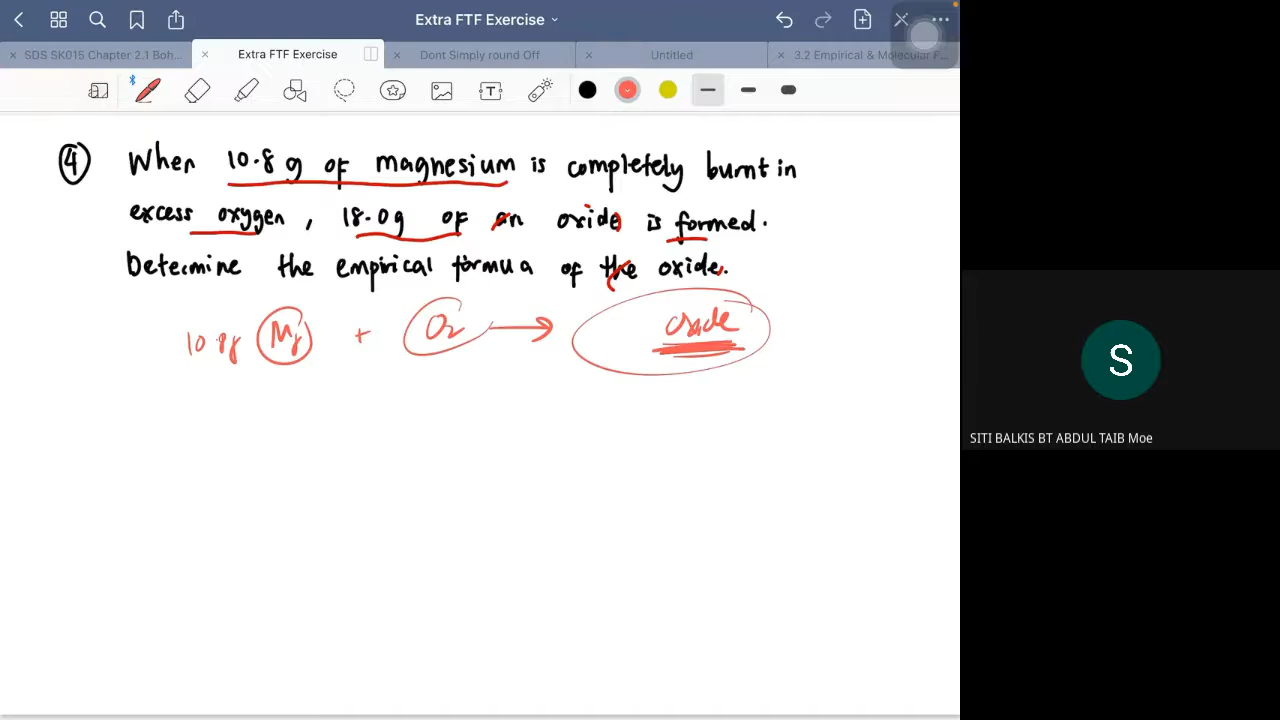 Extra FTF Exercise
SDS SK015 Chapter 2.1 Boh...
Extra FTF Exercise
Dont Simply round Off
Untitled
3.2 Empirical & Molecular F...
T
④ When 10.8 g of magnesium is completely burnt in
excess oxygen, 18.0g of an oxide is formed.
Determine the empirical formua of the oxide.
10.8g Mg + O2 → oxide
S
SITI BALKIS BT ABDUL TAIB Moe